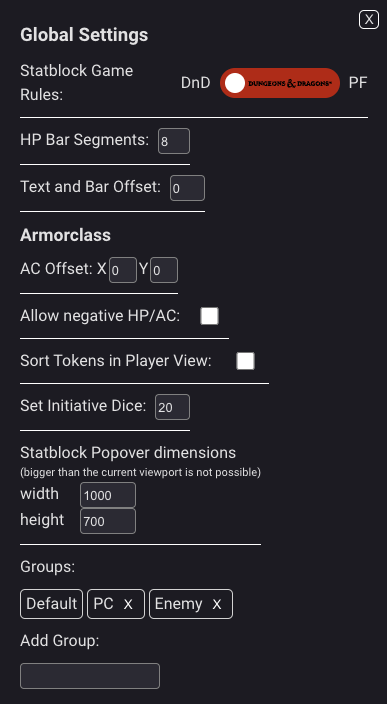 X
Global Settings
Statblock Game
Rules:
DnD DUNGEONS & DRAGONS PF
HP Bar Segments: 8
Text and Bar Offset: 0
Armorclass
AC Offset: X 0 Y 0
Allow negative HP/AC:
Sort Tokens in Player View:
Set Initiative Dice: 20
Statblock Popover dimensions
(bigger than the current viewport is not possible)
width 1000
height 700
Groups:
Default PC X Enemy X
Add Group: